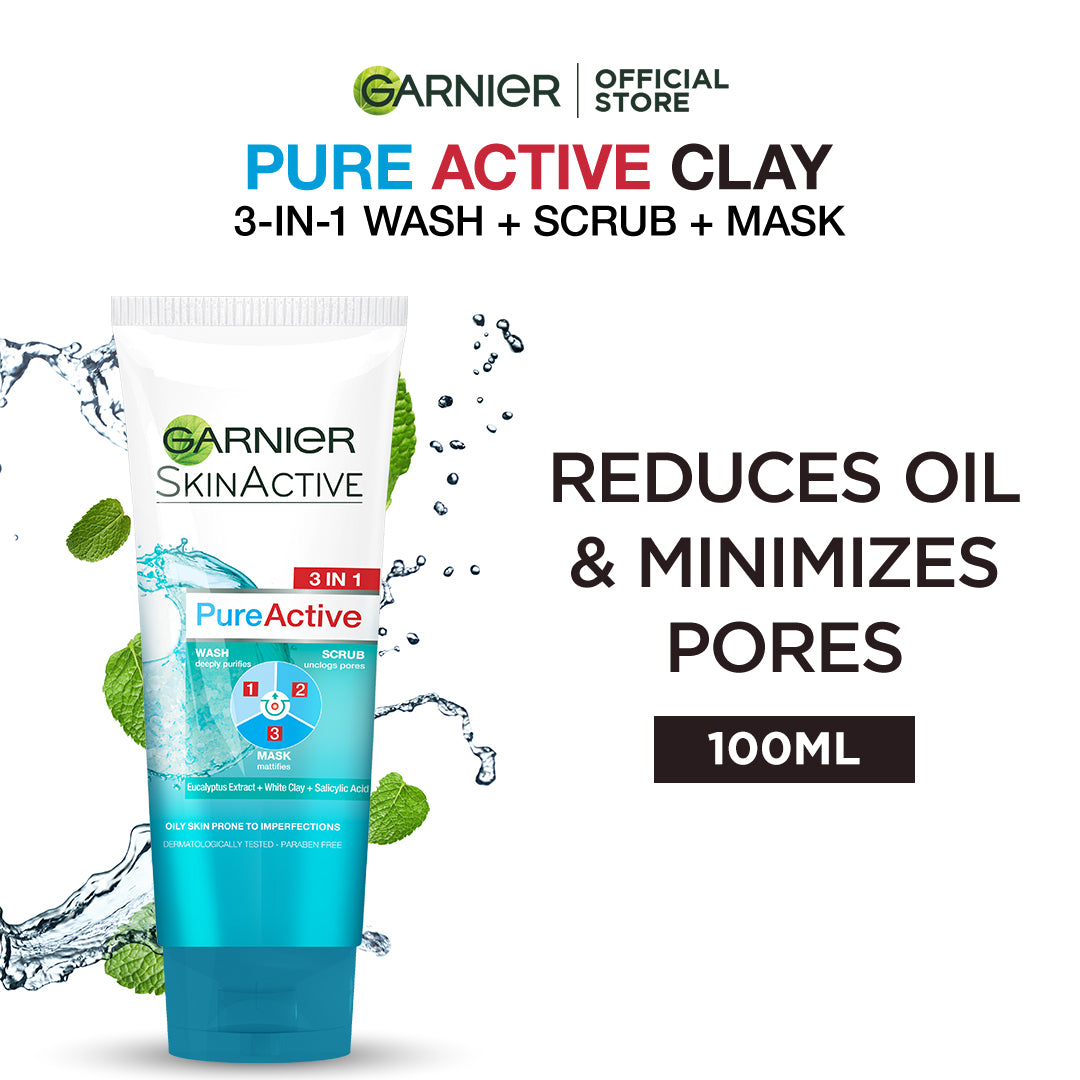 GARNIER
OFFICIAL
STORE
PURE ACTIVE CLAY
3-IN-1 WASH + SCRUB + MASK
GARNIER
SKINACTIVE
3 IN 1
PureActive
WASH
deeply purifies
SCRUB
unclogs pores
1
2
3
MASK
mattifies
Eucalyptus Extract + White Clay + Salicylic Acid
OILY SKIN PRONE TO IMPERFECTIONS
DERMATOLOGICALLY TESTED - PARABEN FREE
REDUCES OIL
& MINIMIZES
PORES
100ML